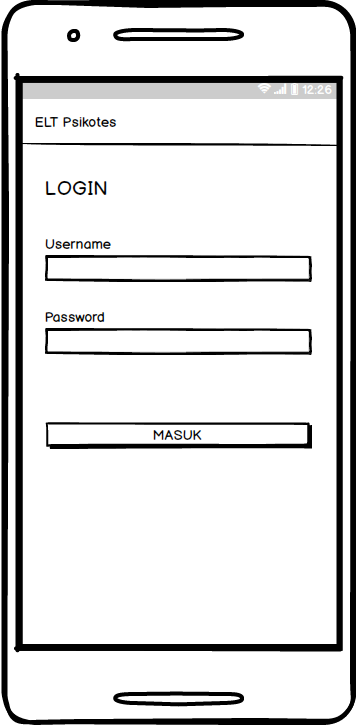 12:26
ELT Psikotes
LOGIN
Username
Password
MASUK